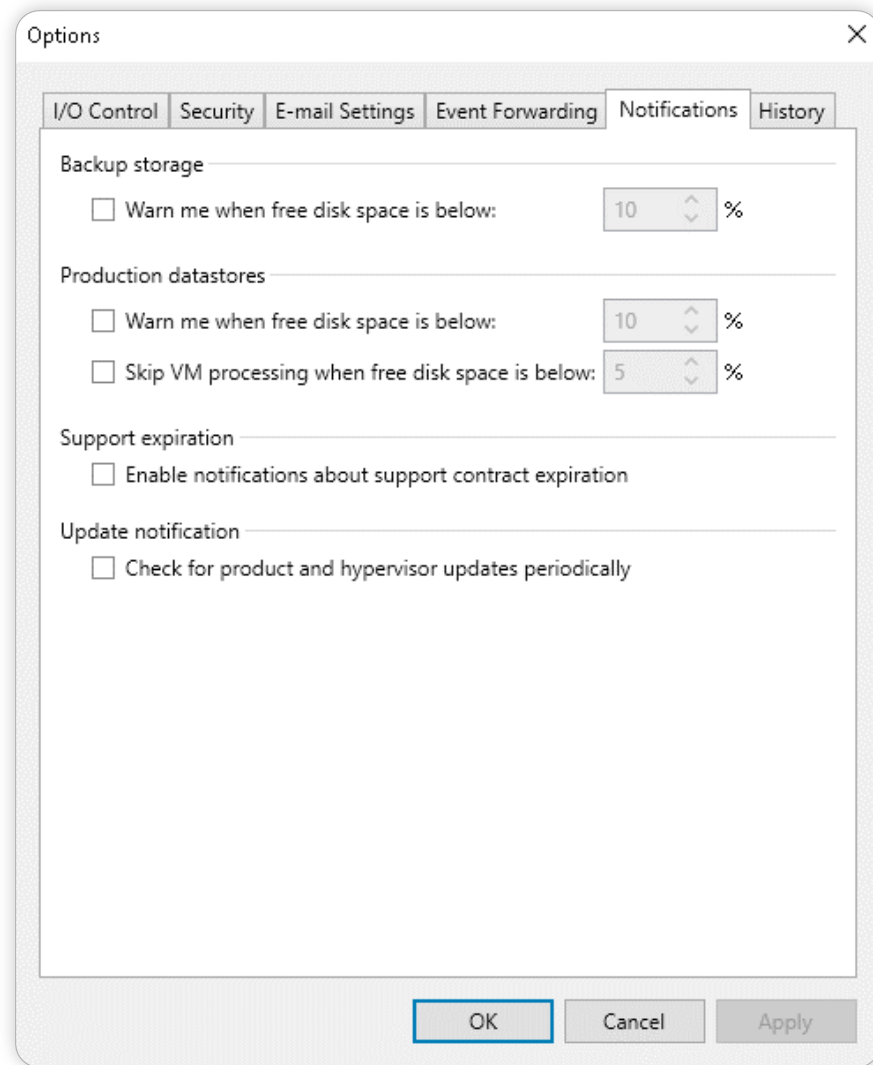 Options
I/O Control Security E-mail Settings Event Forwarding Notifications History
Backup storage
Warn me when free disk space is below: 10 %
Production datastores
Warn me when free disk space is below: 10 %
Skip VM processing when free disk space is below: 5 %
Support expiration
Enable notifications about support contract expiration
Update notification
Check for product and hypervisor updates periodically
OK Cancel Apply